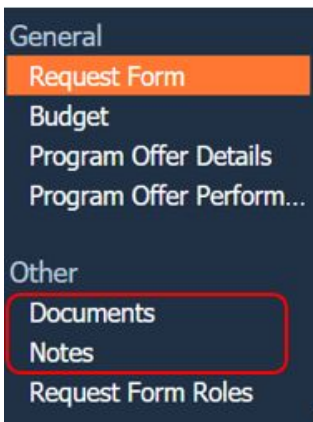 General
Request Form
Budget
Program Offer Details
Program Offer Perform...
Other
Documents
Notes
Request Form Roles